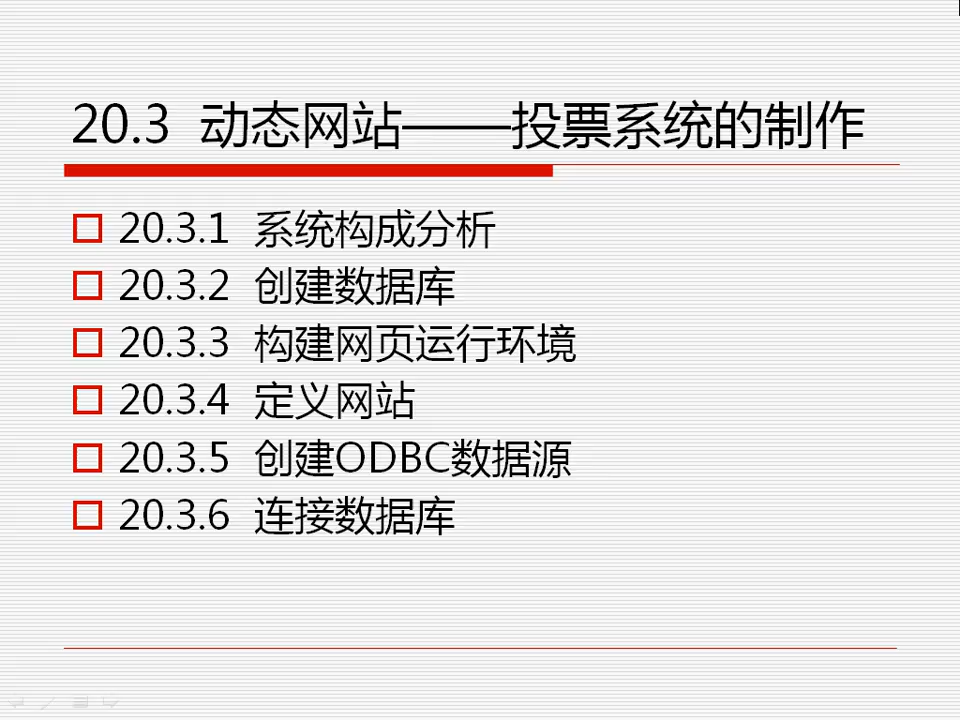 20.3 动态网站——投票系统的制作
20.3.1 系统构成分析
20.3.2 创建数据库
20.3.3 构建网页运行环境
20.3.4 定义网站
20.3.5 创建ODBC数据源
20.3.6 连接数据库